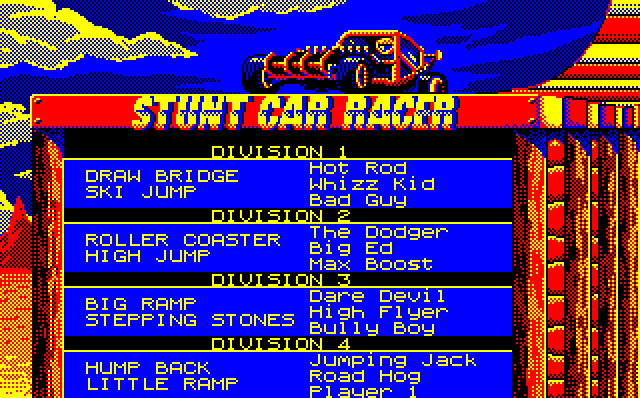 STUNT CAR RACER
DIVISION 1
DRAW BRIDGE
SKI JUMP
Hot Rod
Whizz Kid
Bad Guy
DIVISION 2
ROLLER COASTER
HIGH JUMP
The Dodger
Big Ed
Max Boost
DIVISION 3
BIG RAMP
STEPPING STONES
Dare Devil
High Flyer
Bully Boy
DIVISION 4
HUMP BACK
LITTLE RAMP
Jumping Jack
Road Hog
Player 1